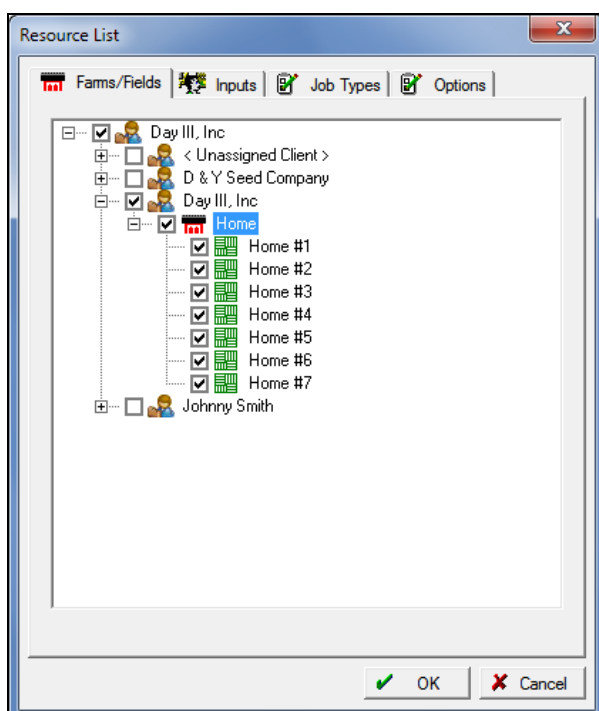 Resource List
Farms/Fields Inputs Job Types Options
Day III, Inc
< Unassigned Client >
D & Y Seed Company
Day III, Inc
Home
Home #1
Home #2
Home #3
Home #4
Home #5
Home #6
Home #7
Johnny Smith
OK Cancel